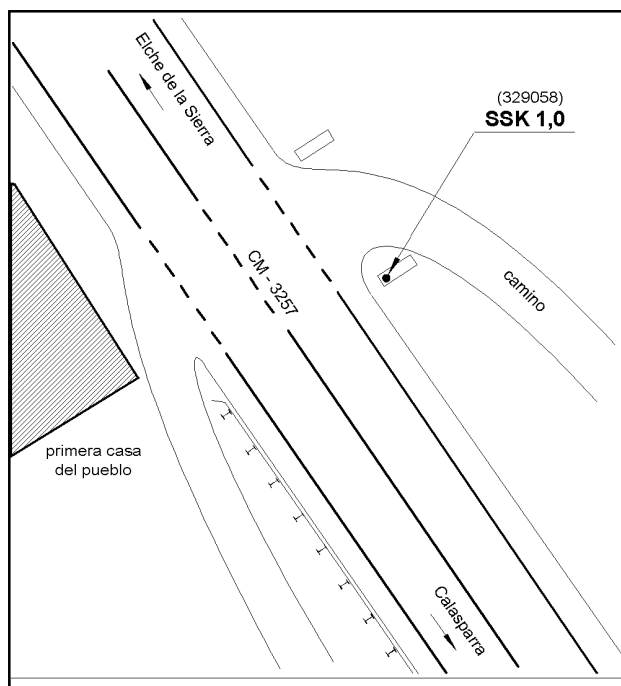 Elche de la Sierra
(329058)
SSK 1,0
CM - 3257
camino
primera casa
del pueblo
Calasparra